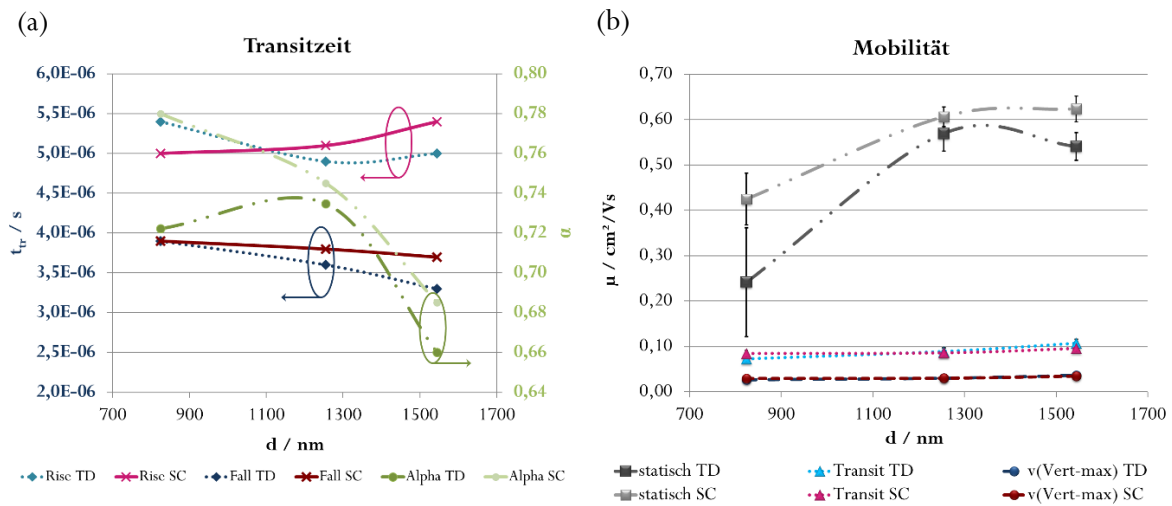 (a)
Transitzeit
6,0E-06
5,5E-06
5,0E-06
4,5E-06
4,0E-06
3,5E-06
3,0E-06
2,5E-06
2,0E-06
t_tr / s
0,80
0,78
0,76
0,74
0,72
0,70
0,68
0,66
0,64
α
700 900 1100 1300 1500 1700
d / nm
Rise TD Rise SC Fall TD Fall SC Alpha TD Alpha SC
(b)
Mobilität
0,70
0,60
0,50
0,40
0,30
0,20
0,10
0,00
µ / cm²/Vs
700 900 1100 1300 1500 1700
d / nm
statisch TD Transit TD v(Vert-max) TD
statisch SC Transit SC v(Vert-max) SC